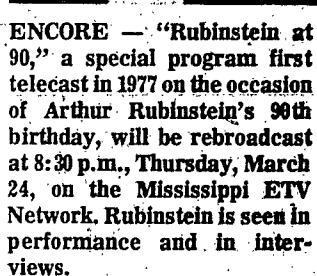 ENCORE — “Rubinstein at
90,” a special program first
telecast in 1977 on the occasion
of Arthur Rubinstein's 90th
birthday, will be rebroadcast
at 8:30 p.m., Thursday, March
24, on the Mississippi ETV
Network. Rubinstein is seen in
performance and in inter-
views.